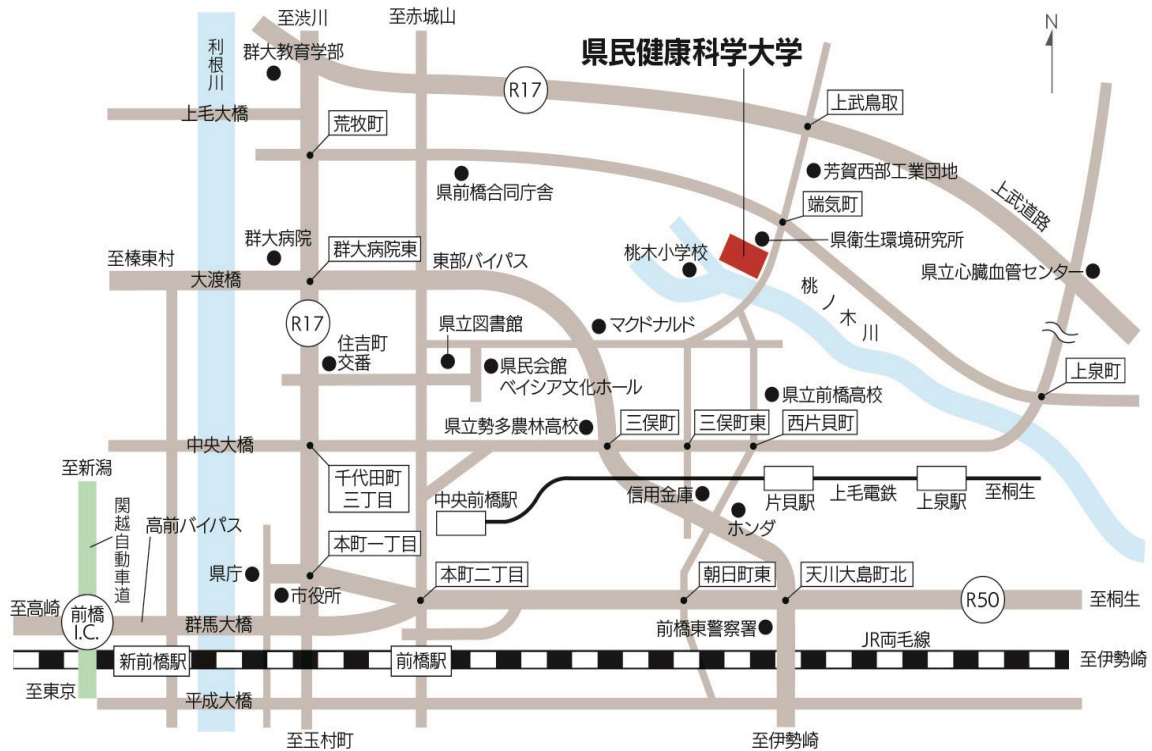 至渋川
至赤城山
N
利根川
群大教育学部
県民健康科学大学
R17
上毛大橋
上武鳥取
荒牧町
芳賀西部工業団地
県前橋合同庁舎
上武道路
端気町
群大病院
群大病院東
県衛生環境研究所
至榛東村
東部バイパス
桃木小学校
県立心臓血管センター
大渡橋
桃ノ木川
R17
マクドナルド
住吉町
交番
県立図書館
県民会館
ベイシア文化ホール
上泉町
県立前橋高校
県立勢多農林高校
三俣町
三俣町東
西片貝町
中央大橋
至新潟
千代田町
三丁目
中央前橋駅
信用金庫
片貝駅
上毛電鉄
上泉駅
至桐生
関越自動車道
高前バイパス
ホンダ
本町一丁目
県庁
本町二丁目
朝日町東
天川大島町北
市役所
R50
至桐生
至高崎
前橋
I.C.
群馬大橋
前橋東警察署
JR両毛線
新前橋駅
前橋駅
至伊勢崎
至東京
平成大橋
至玉村町
至伊勢崎